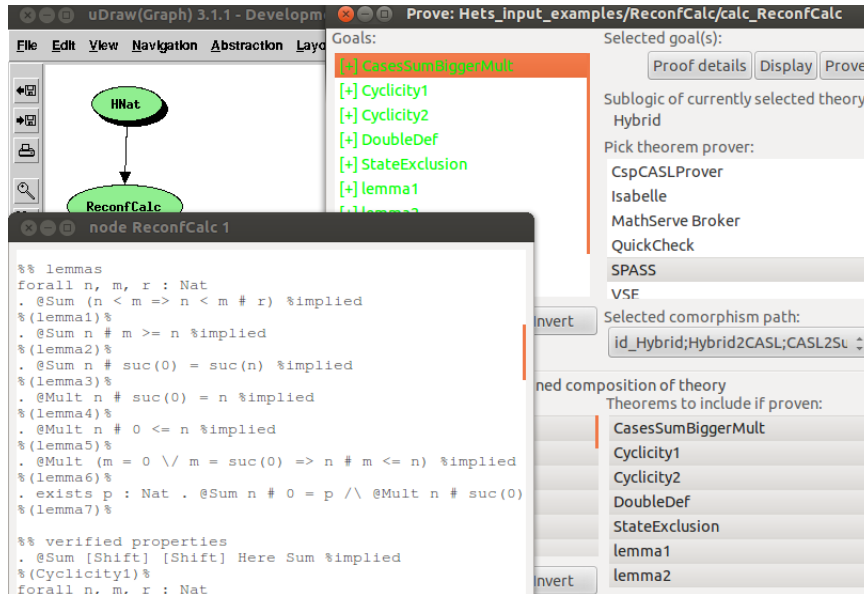 uDraw(Graph) 3.1.1 - Developm
File Edit View Navigation Abstraction Layo
HNat
ReconfCalc
Prove: Hets_input_examples/ReconfCalc/calc_ReconfCalc
Goals:
[+] CasesSumBiggerMult
[+] Cyclicity1
[+] Cyclicity2
[+] DoubleDef
[+] StateExclusion
[+] lemma1
[+] lemma2
Selected goal(s):
Proof details Display Prove
Sublogic of currently selected theory
Hybrid
Pick theorem prover:
CspCASLProver
Isabelle
MathServe Broker
QuickCheck
SPASS
VSE
Invert
Selected comorphism path:
id_Hybrid;Hybrid2CASL;CASL2Su
ned composition of theory
Theorems to include if proven:
CasesSumBiggerMult
Cyclicity1
Cyclicity2
DoubleDef
StateExclusion
lemma1
lemma2
Invert
node ReconfCalc 1
%% lemmas
forall n, m, r : Nat
. @Sum (n < m => n < m # r) %implied
%(lemma1)%
. @Sum n # m >= n %implied
%(lemma2)%
. @Sum n # suc(0) = suc(n) %implied
%(lemma3)%
. @Mult n # suc(0) = n %implied
%(lemma4)%
. @Mult n # 0 <= n %implied
%(lemma5)%
. @Mult (m = 0 \/ m = suc(0) => n # m <= n) %implied
%(lemma6)%
. exists p : Nat . @Sum n # 0 = p /\ @Mult n # suc(0)
%(lemma7)%
%% verified properties
. @Sum [Shift] [Shift] Here Sum %implied
%(Cyclicity1)%
forall n, m, r : Nat